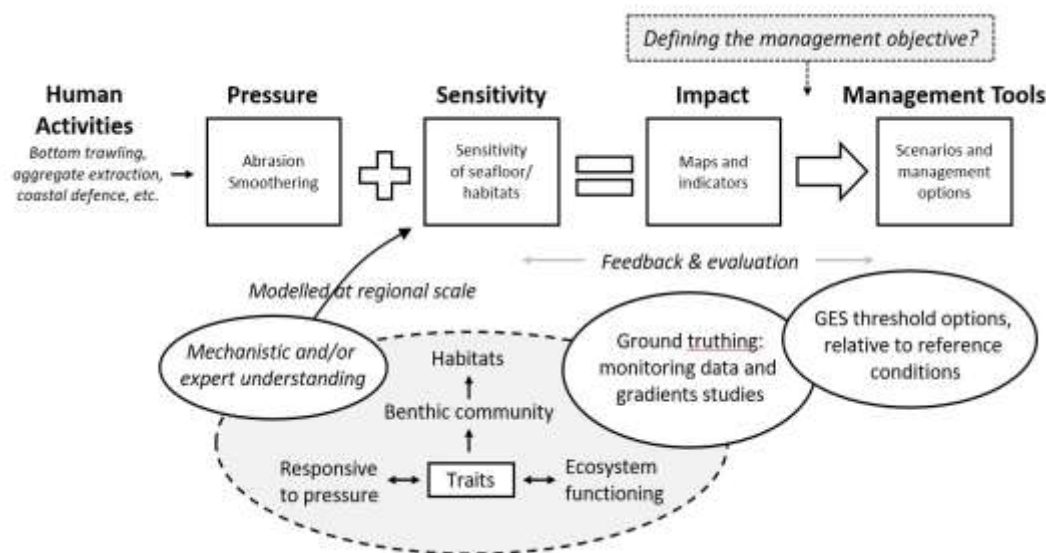 Defining the management objective?
Human
Activities
Bottom trawling,
aggregate extraction,
coastal defence, etc.
Pressure
Abrasion
Smoothering
Sensitivity
Sensitivity
of seafloor/
habitats
Impact
Maps and
indicators
Management Tools
Scenarios and
management
options
Feedback & evaluation
Modelled at regional scale
Mechanistic and/or
expert understanding
Habitats
Benthic community
Responsive
to pressure
Traits
Ecosystem
functioning
Ground truthing:
monitoring data and
gradients studies
GES threshold options,
relative to reference
conditions